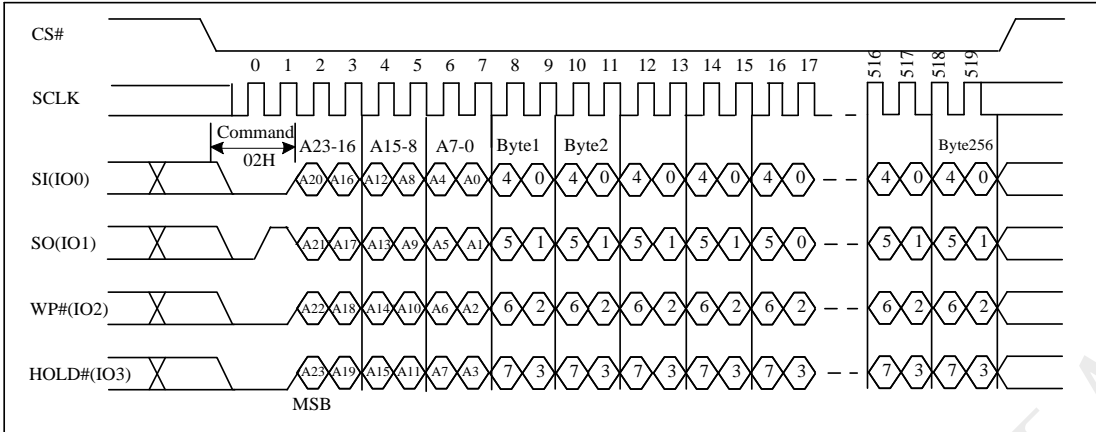 CS#
0 1 2 3 4 5 6 7 8 9 10 11 12 13 14 15 16 17 516 517 518 519
SCLK
Command
02H
A23-16 A15-8 A7-0 Byte1 Byte2 Byte256
SI(IO0) A20 A16 A12 A8 A4 A0 4 0 4 0 4 0 4 0 4 0 4 0 4 0
SO(IO1) A21 A17 A13 A9 A5 A1 5 1 5 1 5 1 5 1 5 0 5 1 5 1
WP#(IO2) A22 A18 A14 A10 A6 A2 6 2 6 2 6 2 6 2 6 2 6 2 6 2
HOLD#(IO3) A23 A19 A15 A11 A7 A3 7 3 7 3 7 3 7 3 7 3 7 3 7 3
MSB